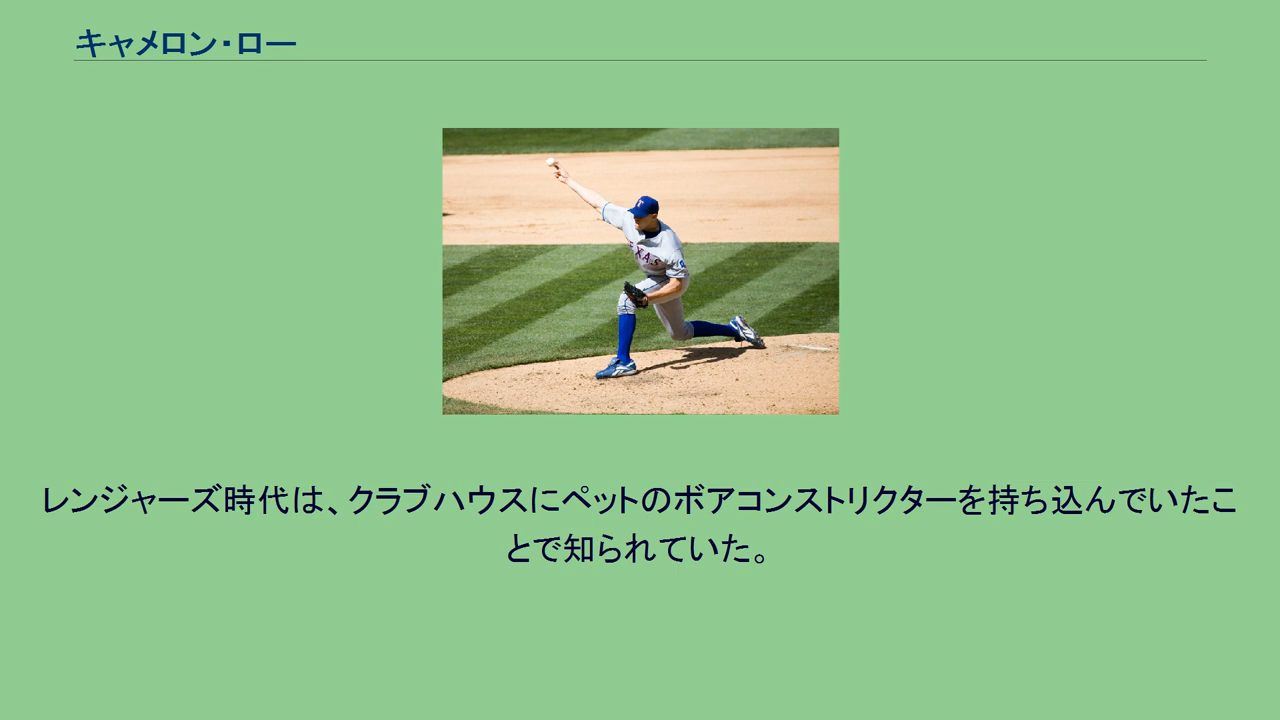 キャメロン・ロー
T
TEXAS
レンジャーズ時代は、クラブハウスにペットのボアコンストリクターを持ち込んでいたこ
とで知られていた。